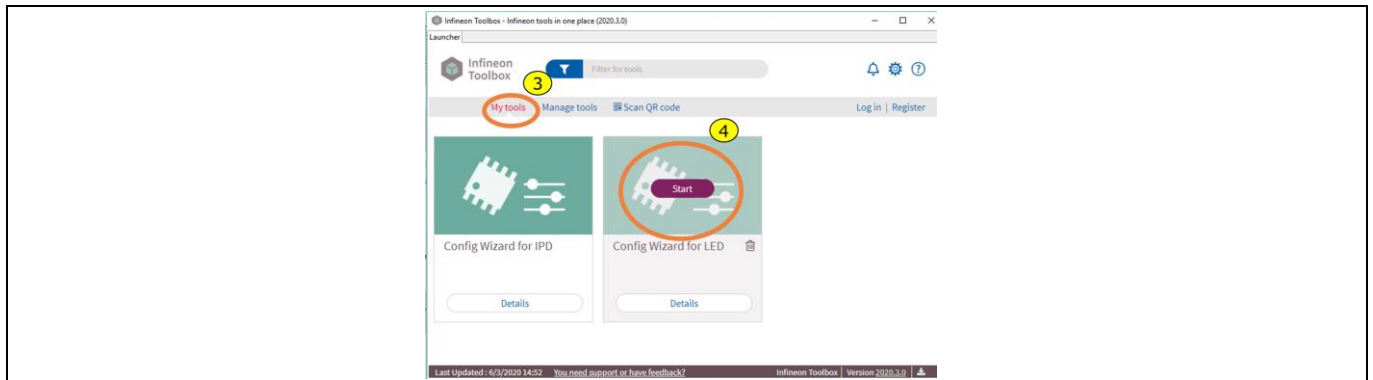 Infineon Toolbox - Infineon tools in one place (2020.3.0)
Launcher
Infineon
Toolbox
Filter for tools
3
My tools Manage tools Scan QR code Log in | Register
4
Start
Config Wizard for IPD Config Wizard for LED
Details Details
Last Updated : 6/3/2020 14:52 You need support or have feedback? Infineon Toolbox | Version 2020.3.0